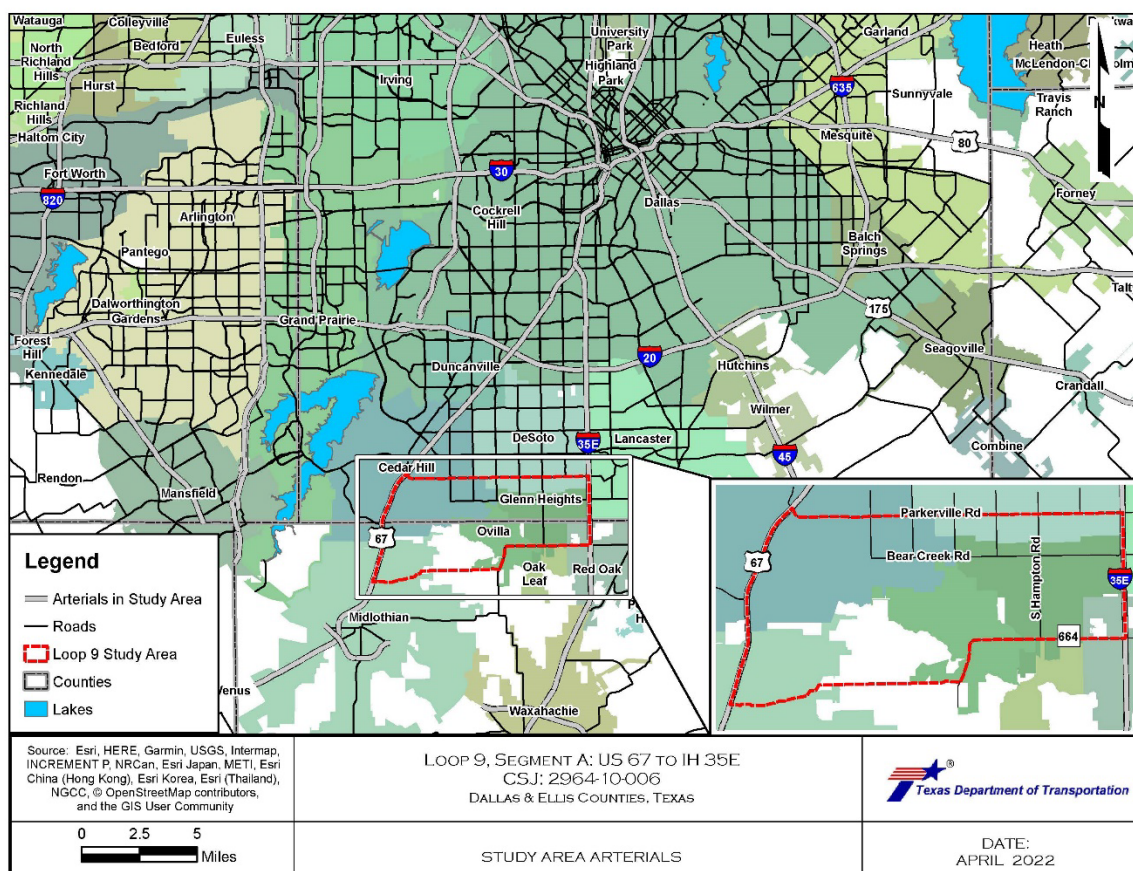 Watauga
Colleyville
Bedford
Euless
North
Richland
Hills
Hurst
Richland
Hills
Haltom City
Irving
University
Park
Highland
Park
Garland
635
Sunnyvale
Heath
Travis
Ranch
N
Mesquite
80
Fort Worth
820
30
Arlington
Cockrell
Hill
Dallas
Forney
Pantego
Balch
Springs
Dalworthington
Gardens
Grand Prairie
175
Forest
Hill
Kennedale
Duncanville
20
Hutchins
Seagoville
Crandall
Wilmer
DeSoto
35E
Lancaster
45
Combine
Rendon
Mansfield
Cedar Hill
Glenn Heights
67
Ovilla
Oak
Leaf
Red Oak
Midlothian
Waxahachie
Parkerville Rd
Bear Creek Rd
67
S Hampton Rd
35E
664
Legend
Arterials in Study Area
Roads
Loop 9 Study Area
Counties
Lakes
Source: Esri, HERE, Garmin, USGS, Intermap,
INCREMENT P, NRCan, Esri Japan, METI, Esri
China (Hong Kong), Esri Korea, Esri (Thailand),
NGCC, © OpenStreetMap contributors,
and the GIS User Community
0 2.5 5
Miles
LOOP 9, SEGMENT A: US 67 TO IH 35E
CSJ: 2964-10-006
DALLAS & ELLIS COUNTIES, TEXAS
STUDY AREA ARTERIALS
®
Texas Department of Transportation
DATE:
APRIL 2022